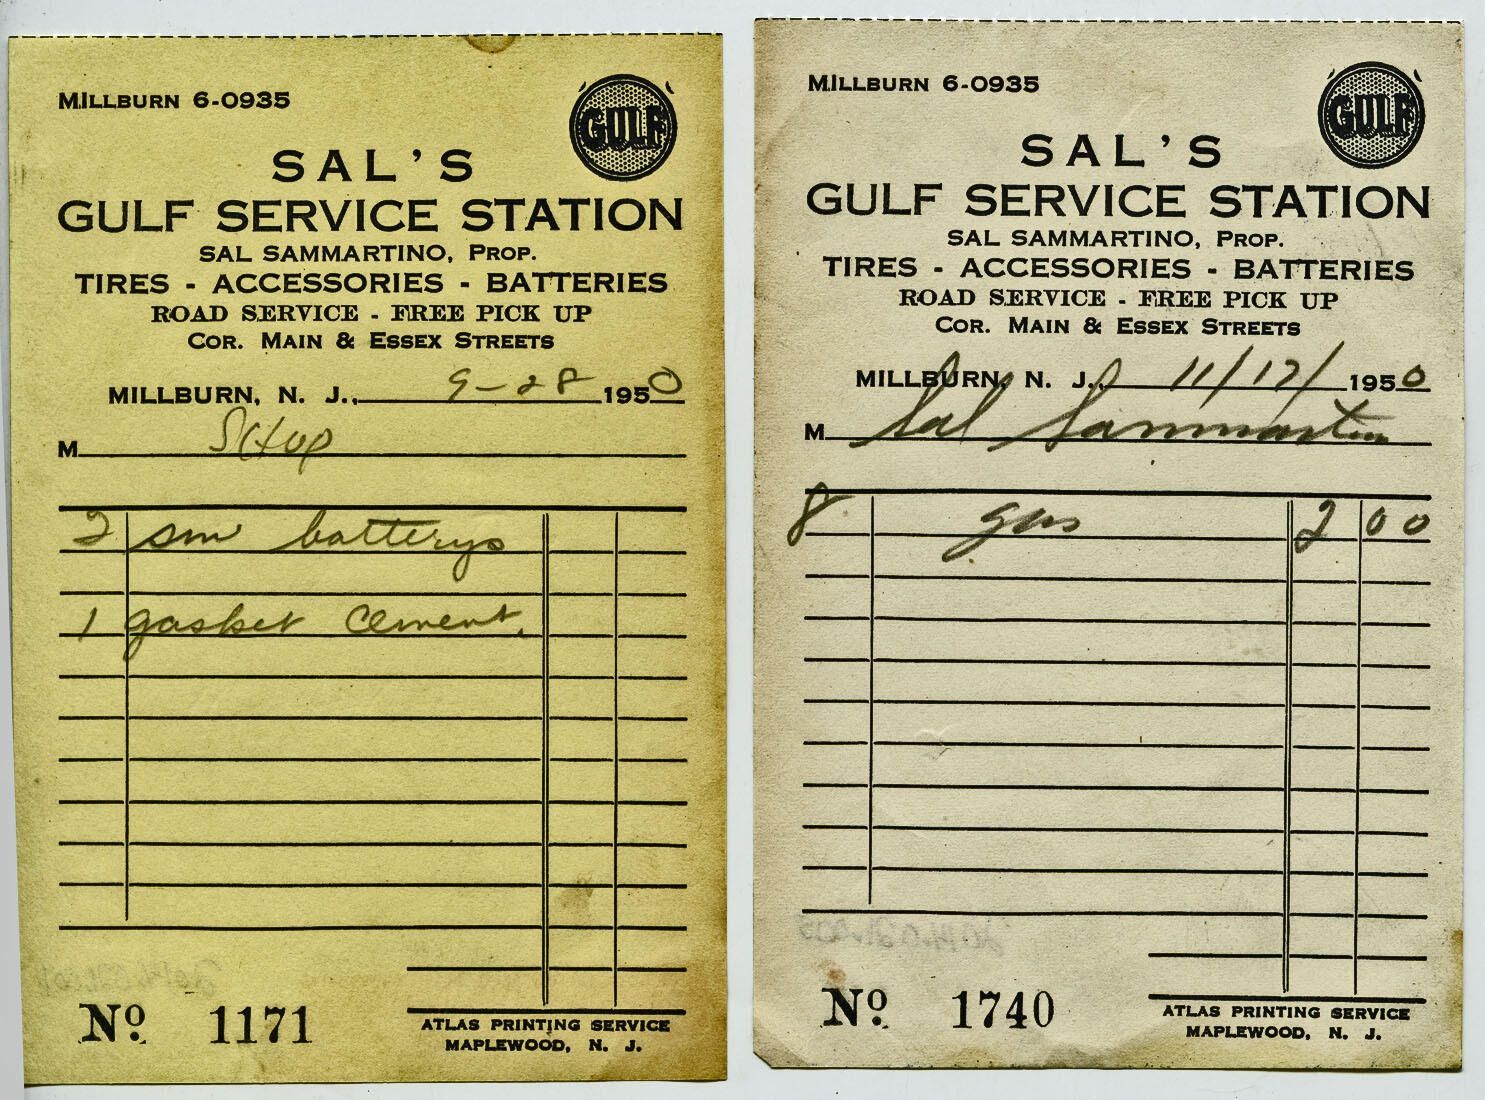 MILLBURN 6-0935
GULF
SAL'S
GULF SERVICE STATION
SAL SAMMARTINO, PROP.
TIRES - ACCESSORIES - BATTERIES
ROAD SERVICE - FREE PICK UP
COR. MAIN & ESSEX STREETS
MILLBURN, N. J., 9-28 1950
M Shop
2 sm batterys
1 gasket cement.
No. 1171
ATLAS PRINTING SERVICE
MAPLEWOOD, N. J.
MILLBURN 6-0935
GULF
SAL'S
GULF SERVICE STATION
SAL SAMMARTINO, PROP.
TIRES - ACCESSORIES - BATTERIES
ROAD SERVICE - FREE PICK UP
COR. MAIN & ESSEX STREETS
MILLBURN, N. J., 11/17/ 1950
M Sal Sammartino
8 gas 2 00
No. 1740
ATLAS PRINTING SERVICE
MAPLEWOOD, N. J.